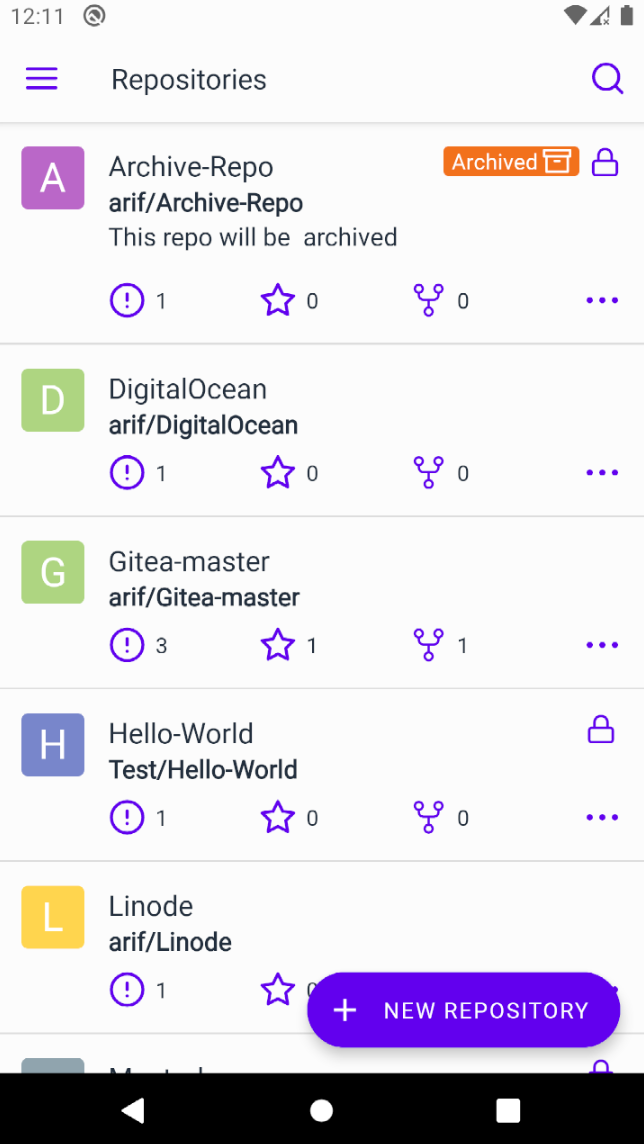 12:11
Repositories
A
Archive-Repo
Archived
arif/Archive-Repo
This repo will be archived
1
0
0
D
DigitalOcean
arif/DigitalOcean
1
0
0
G
Gitea-master
arif/Gitea-master
3
1
1
H
Hello-World
Test/Hello-World
1
0
0
L
Linode
arif/Linode
1
NEW REPOSITORY